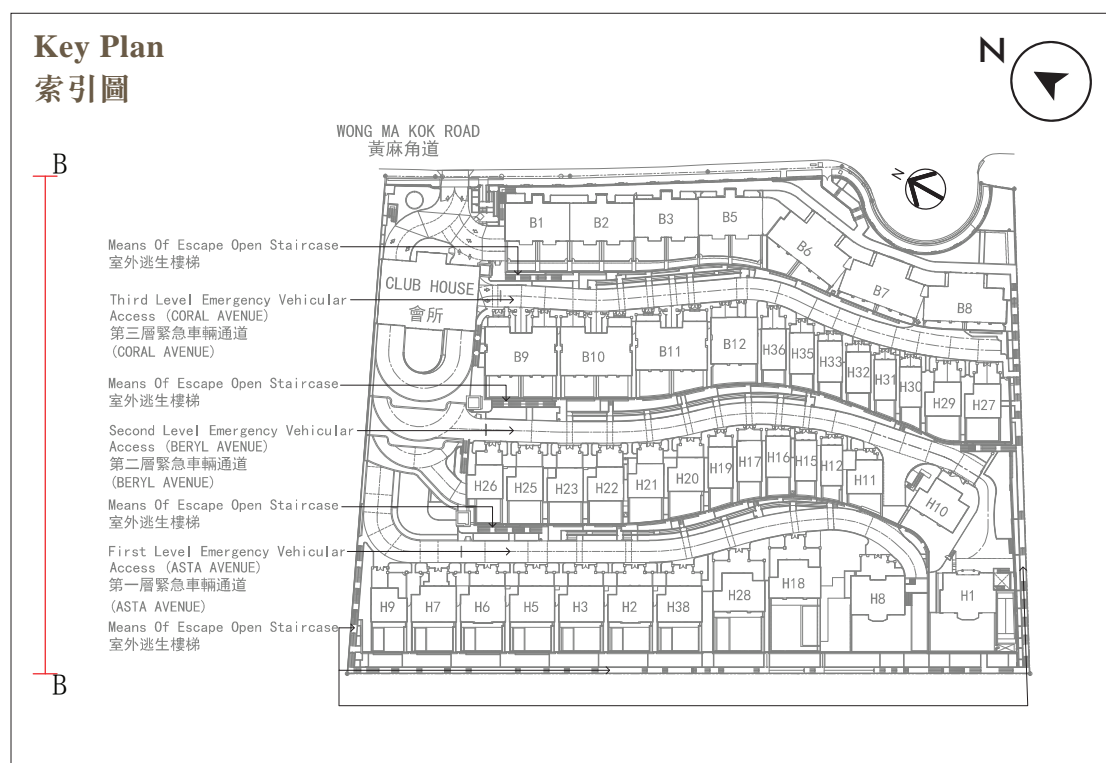 Key Plan
索引圖
N
WONG MA KOK ROAD
黃麻角道
B
N
B1 B2 B3 B5
B6
B7
B8
Means Of Escape Open Staircase
室外逃生樓梯
CLUB HOUSE
會所
Third Level Emergency Vehicular
Access (CORAL AVENUE)
第三層緊急車輛通道
(CORAL AVENUE)
B9 B10 B11 B12 H36 H35 H33 H32 H31 H30 H29 H27
Means Of Escape Open Staircase
室外逃生樓梯
Second Level Emergency Vehicular
Access (BERYL AVENUE)
第二層緊急車輛通道
(BERYL AVENUE)
H26 H25 H23 H22 H21 H20 H19 H17 H16 H15 H12 H11
H10
Means Of Escape Open Staircase
室外逃生樓梯
First Level Emergency Vehicular
Access (ASTA AVENUE)
第一層緊急車輛通道
(ASTA AVENUE)
H9 H7 H6 H5 H3 H2 H38 H28 H18 H8 H1
Means Of Escape Open Staircase
室外逃生樓梯
B